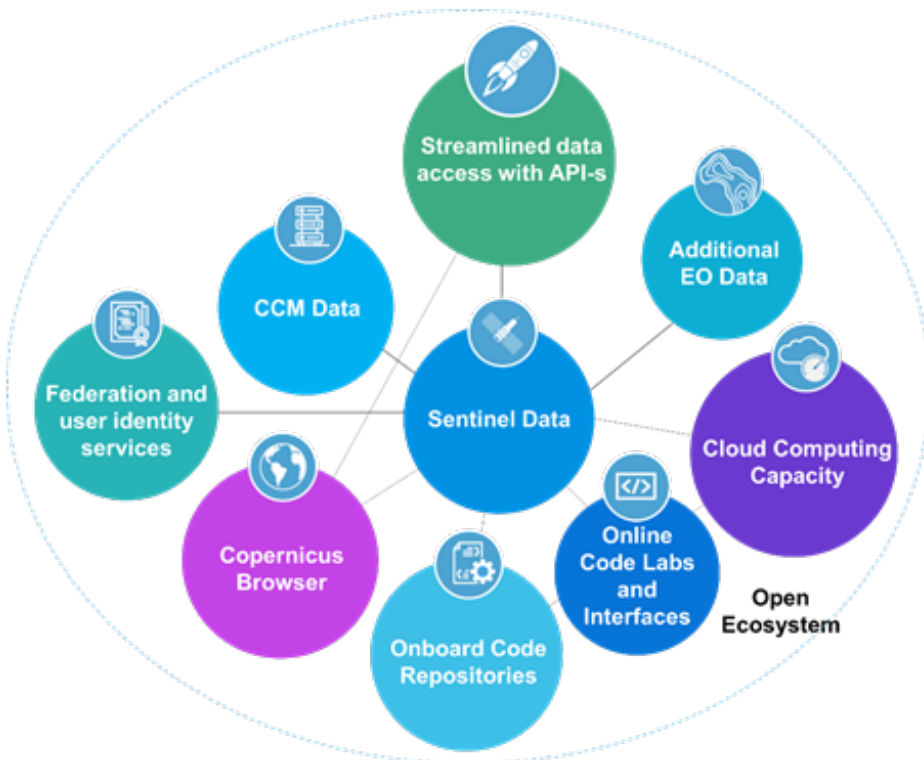 Streamlined data
access with API-s
Additional
EO Data
CCM Data
Federation and
user identity
services
Sentinel Data
Cloud Computing
Capacity
Copernicus
Browser
Online
Code Labs
and
Interfaces
Onboard Code
Repositories
Open
Ecosystem